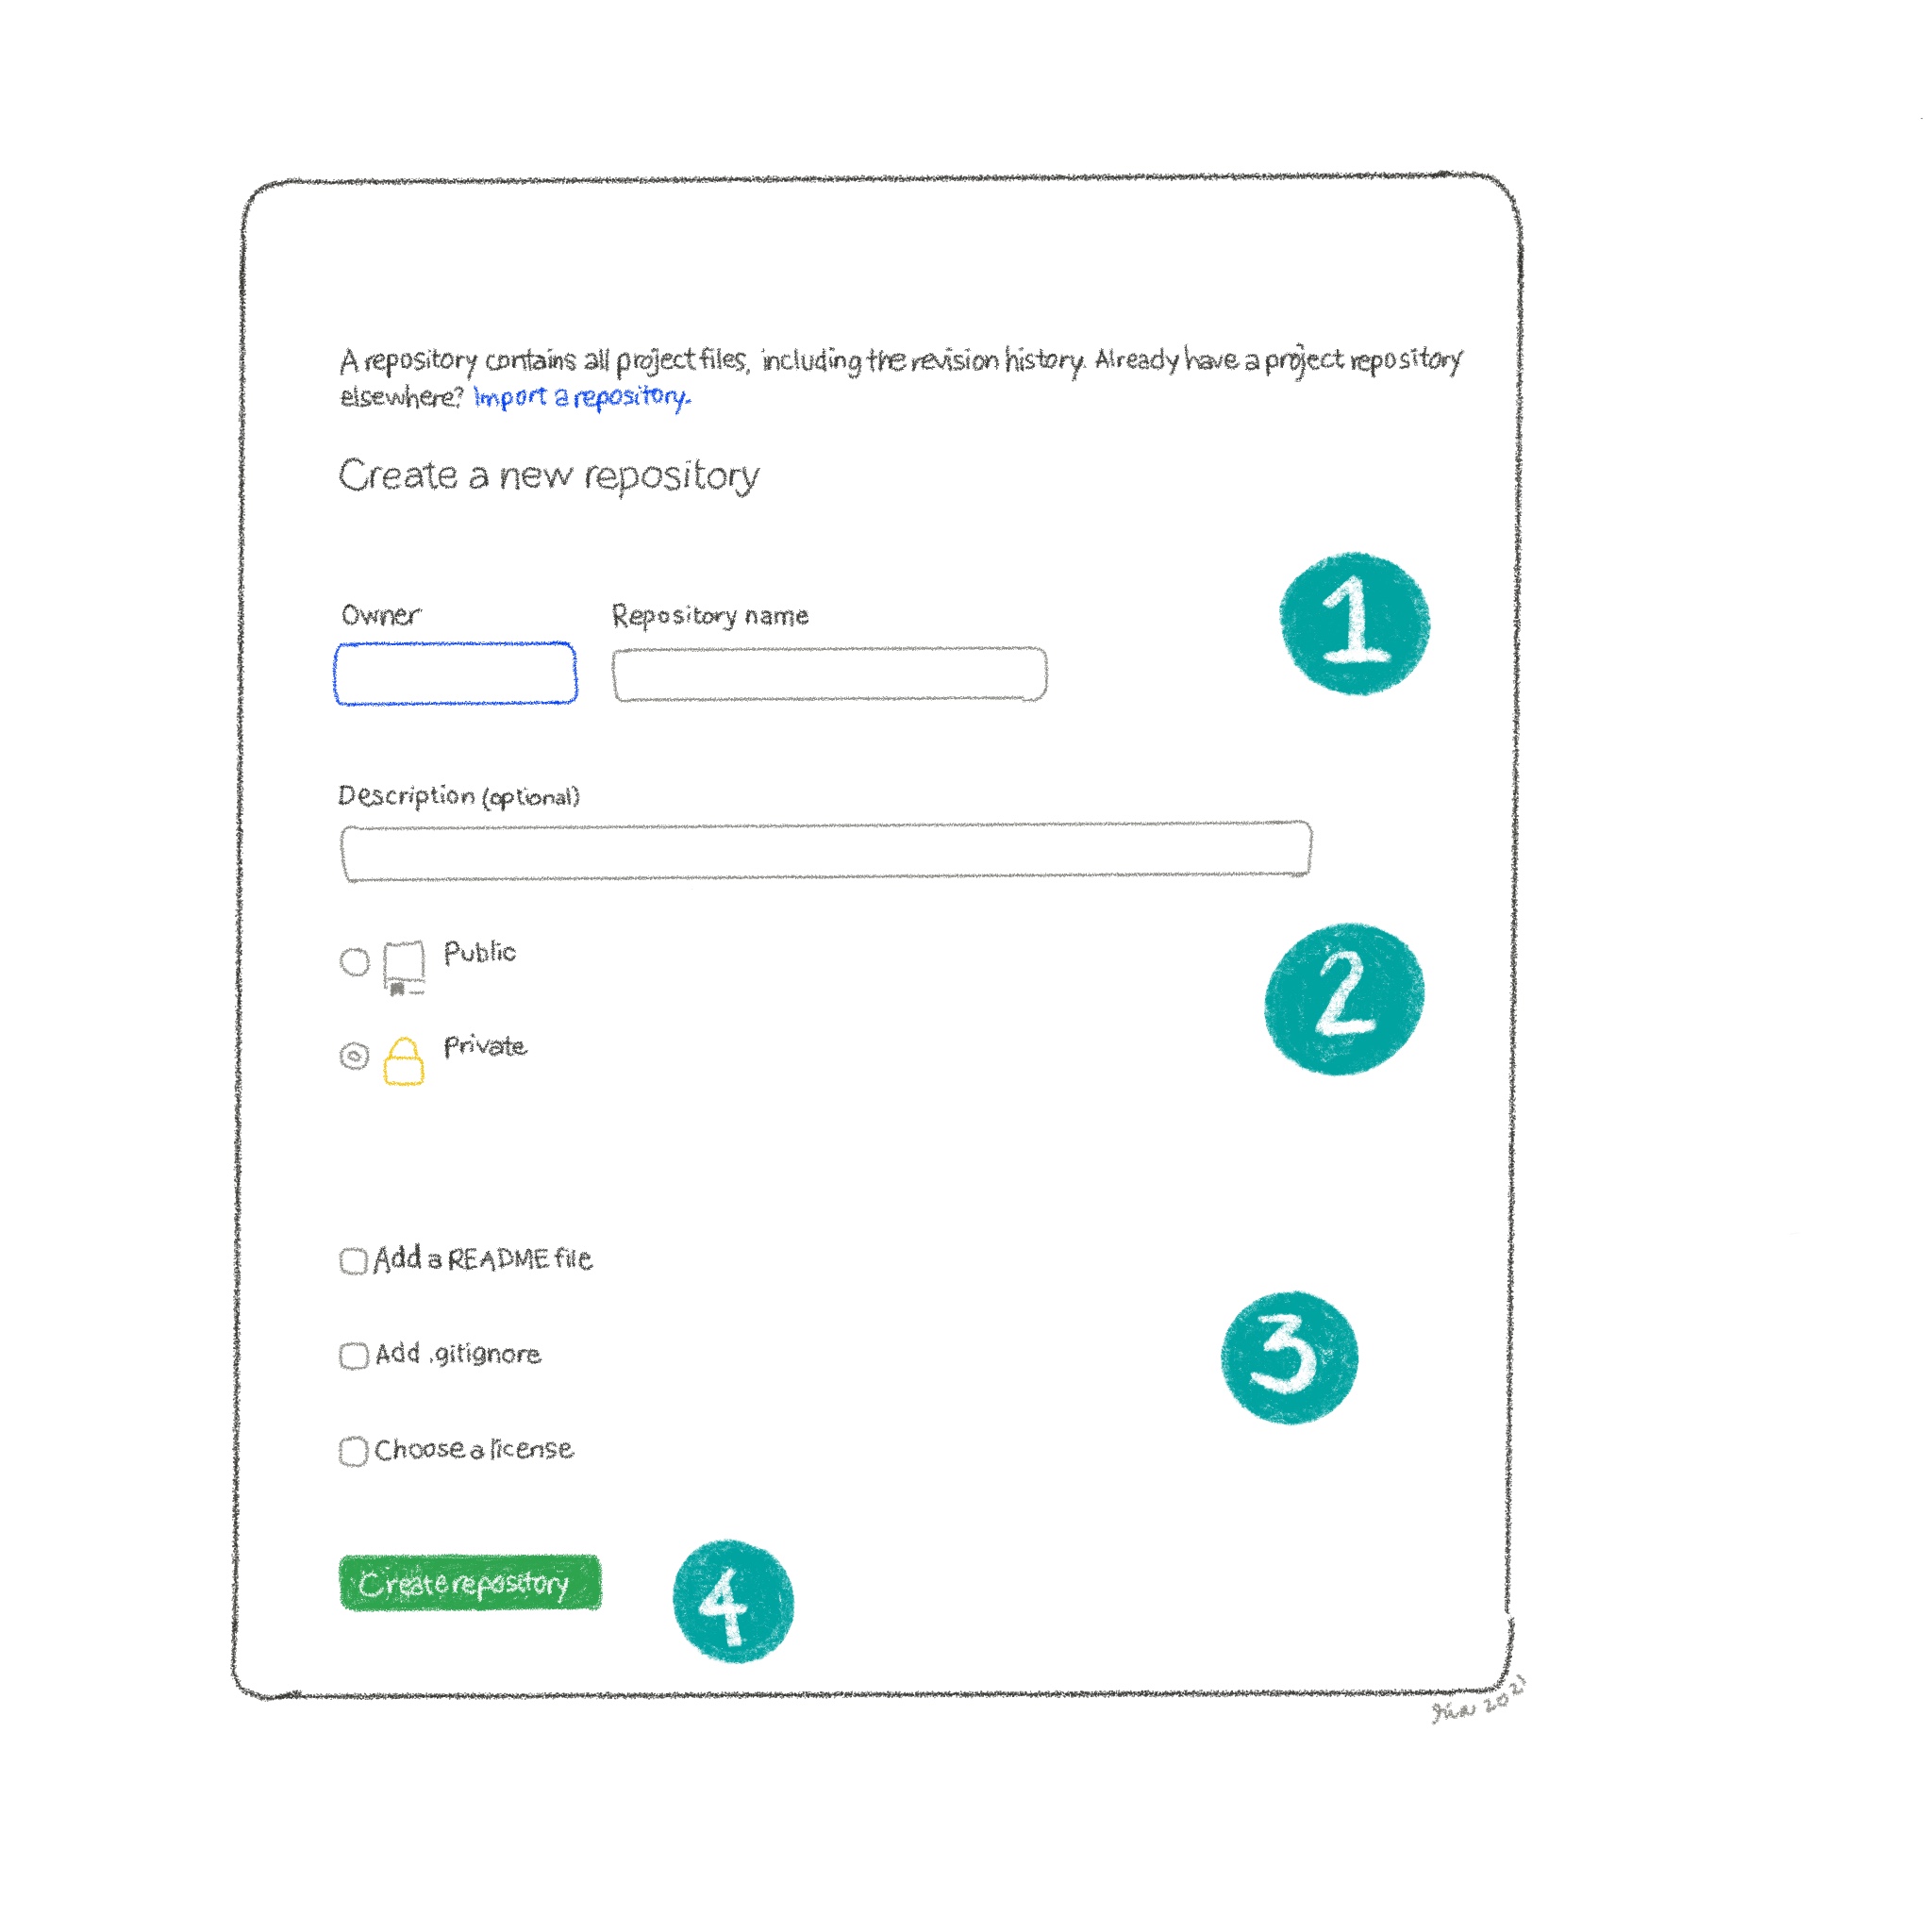 A repository contains all project files, including the revision history. Already have a project repository
elsewhere? Import a repository.
Create a new repository
1
Owner
Repository name
Description (optional)
2
Public
Private
Add a README file
3
Add .gitignore
Choose a license
Create repository
4
2021